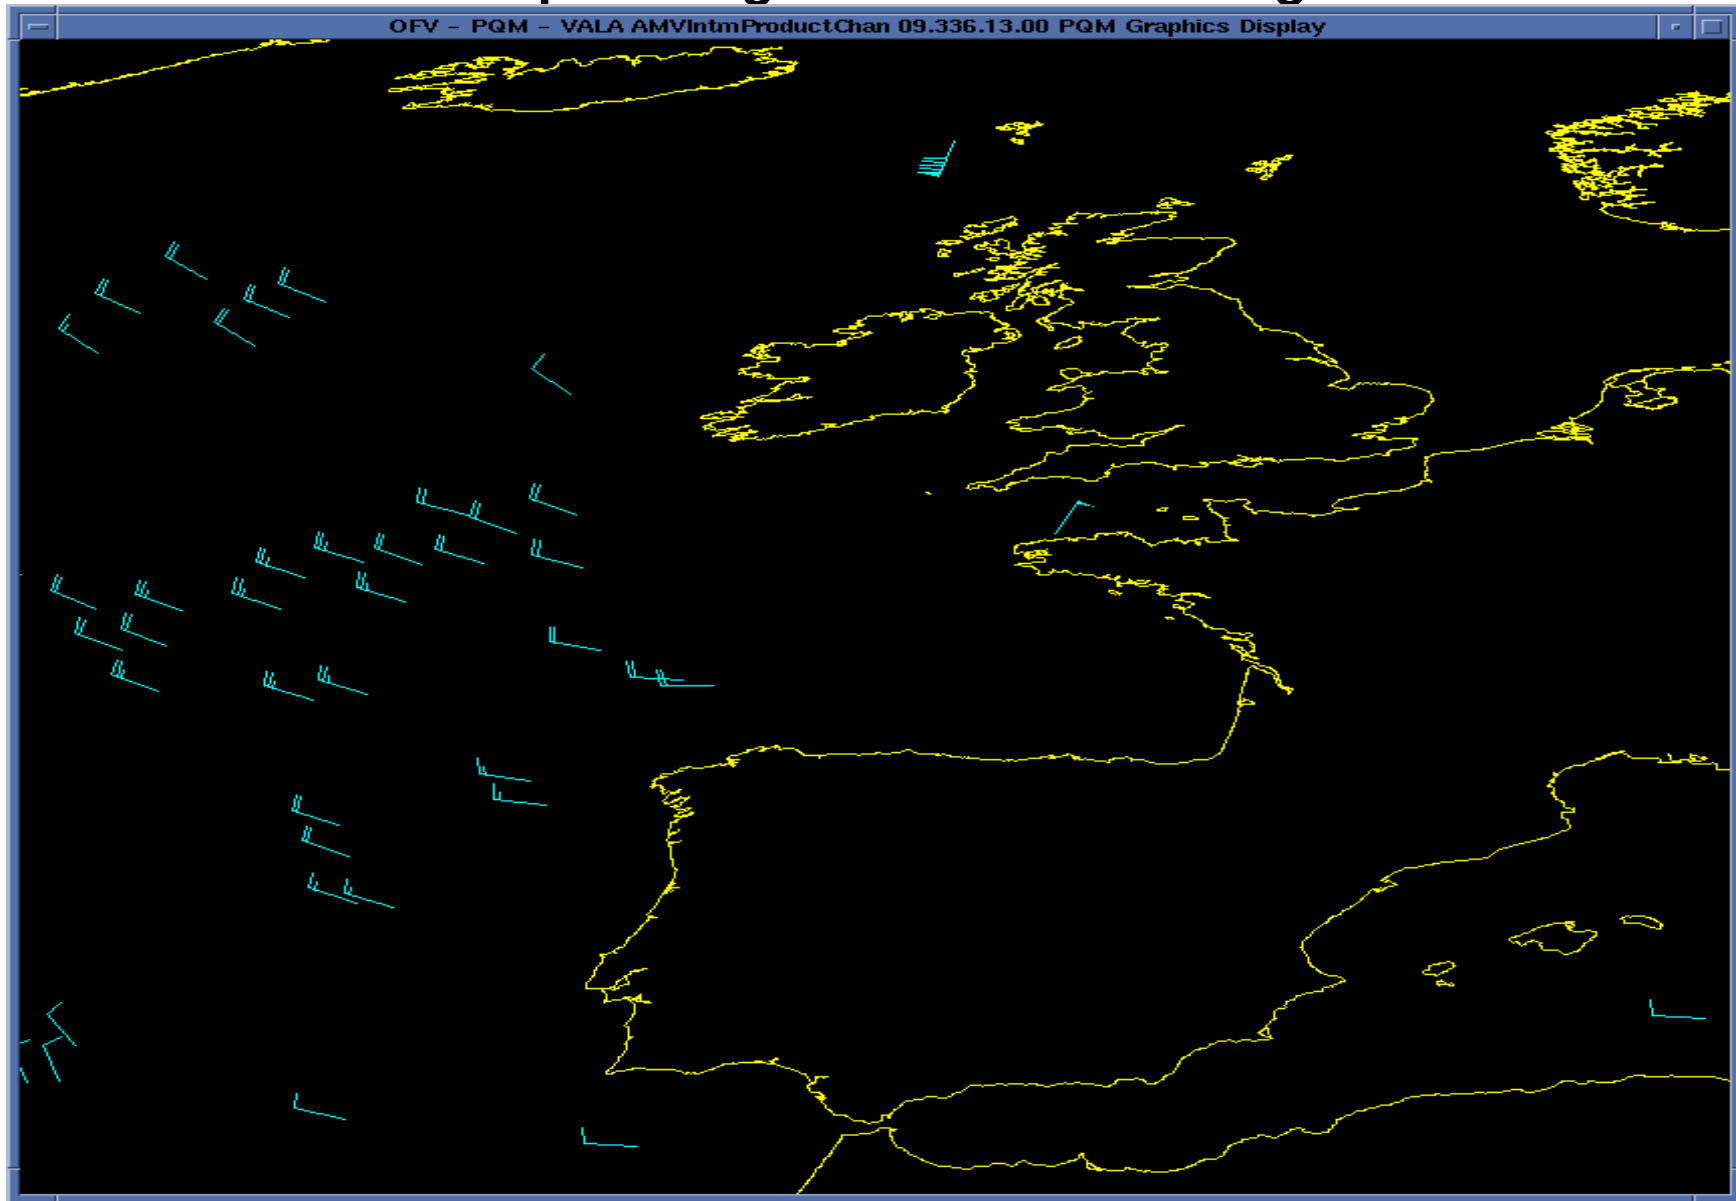 OFV - PQM - VALA AMVIntmProductChan 09.336.13.00 PQM Graphics Display